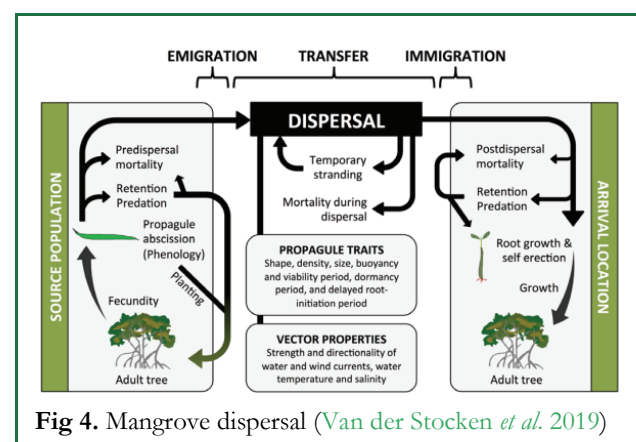 EMIGRATION TRANSFER IMMIGRATION
SOURCE POPULATION
Predispersal
mortality
Retention
Predation
Propagule
abscission
(Phenology)
Planting
Fecundity
Adult tree
DISPERSAL
Temporary
stranding
Mortality during
dispersal
PROPAGULE TRAITS
Shape, density, size, buoyancy
and viability period, dormancy
period, and delayed root-
initiation period
VECTOR PROPERTIES
Strength and directionality of
water and wind currents, water
temperature and salinity
Postdispersal
mortality
Retention
Predation
Root growth &
self erection
Growth
Adult tree
ARRIVAL LOCATION
Fig 4. Mangrove dispersal (Van der Stocken et al. 2019)